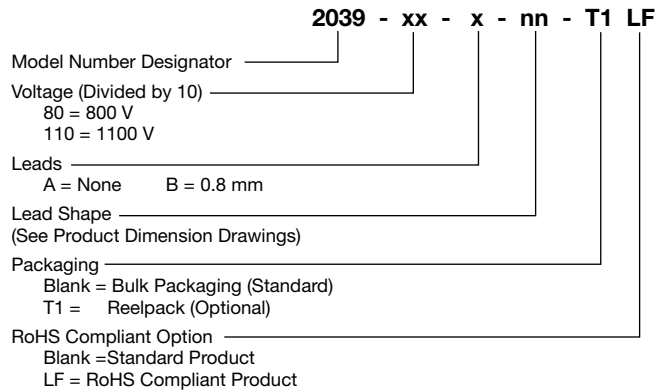 2039 - xx - x - nn - T1 LF
Model Number Designator
Voltage (Divided by 10)
80 = 800 V
110 = 1100 V
Leads
A = None B = 0.8 mm
Lead Shape
(See Product Dimension Drawings)
Packaging
Blank = Bulk Packaging (Standard)
T1 = Reelpack (Optional)
RoHS Compliant Option
Blank =Standard Product
LF = RoHS Compliant Product